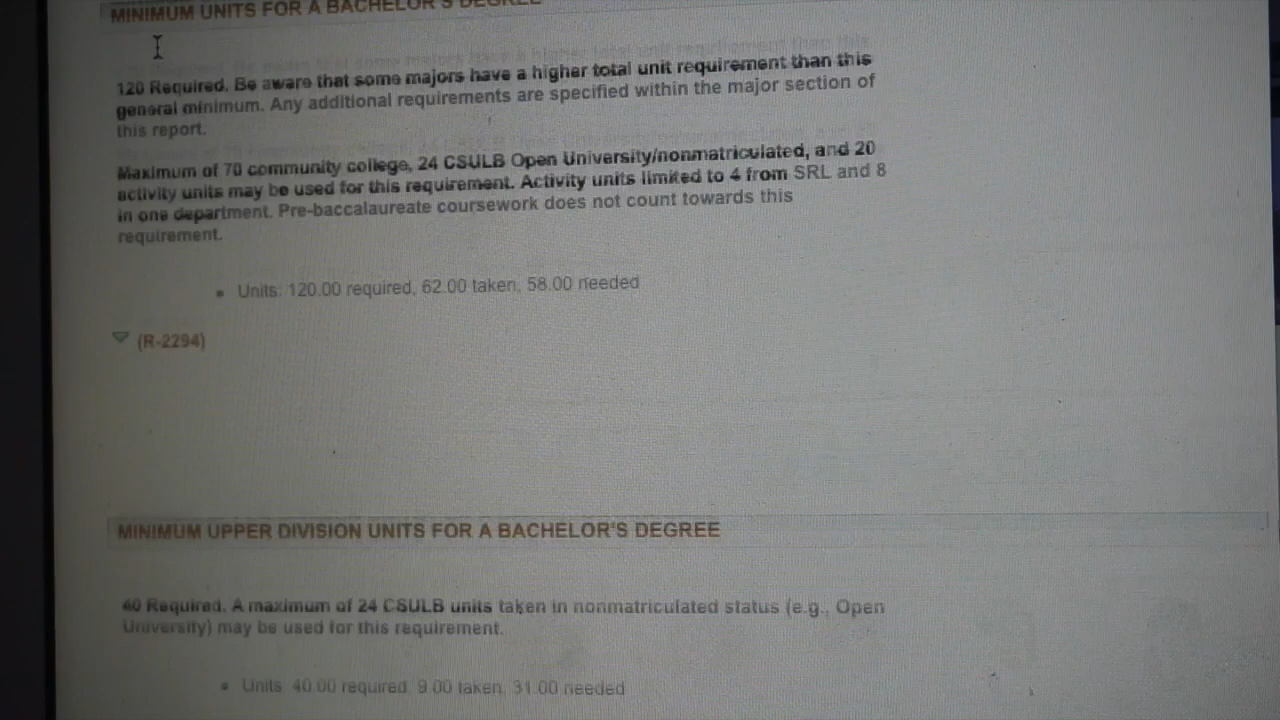 MINIMUM UNITS FOR A BACHELOR'S DEGREE
120 Required. Be aware that some majors have a higher total unit requirement than this
general minimum. Any additional requirements are specified within the major section of
this report.
Maximum of 70 community college, 24 CSULB Open University/nonmatriculated, and 20
activity units may be used for this requirement. Activity units limited to 4 from SRL and 8
in one department. Pre-baccalaureate coursework does not count towards this
requirement.
• Units: 120.00 required, 62.00 taken, 58.00 needed
(R-2294)
MINIMUM UPPER DIVISION UNITS FOR A BACHELOR'S DEGREE
40 Required. A maximum of 24 CSULB units taken in nonmatriculated status (e.g., Open
University) may be used for this requirement.
• Units: 40.00 required, 9.00 taken, 31.00 needed